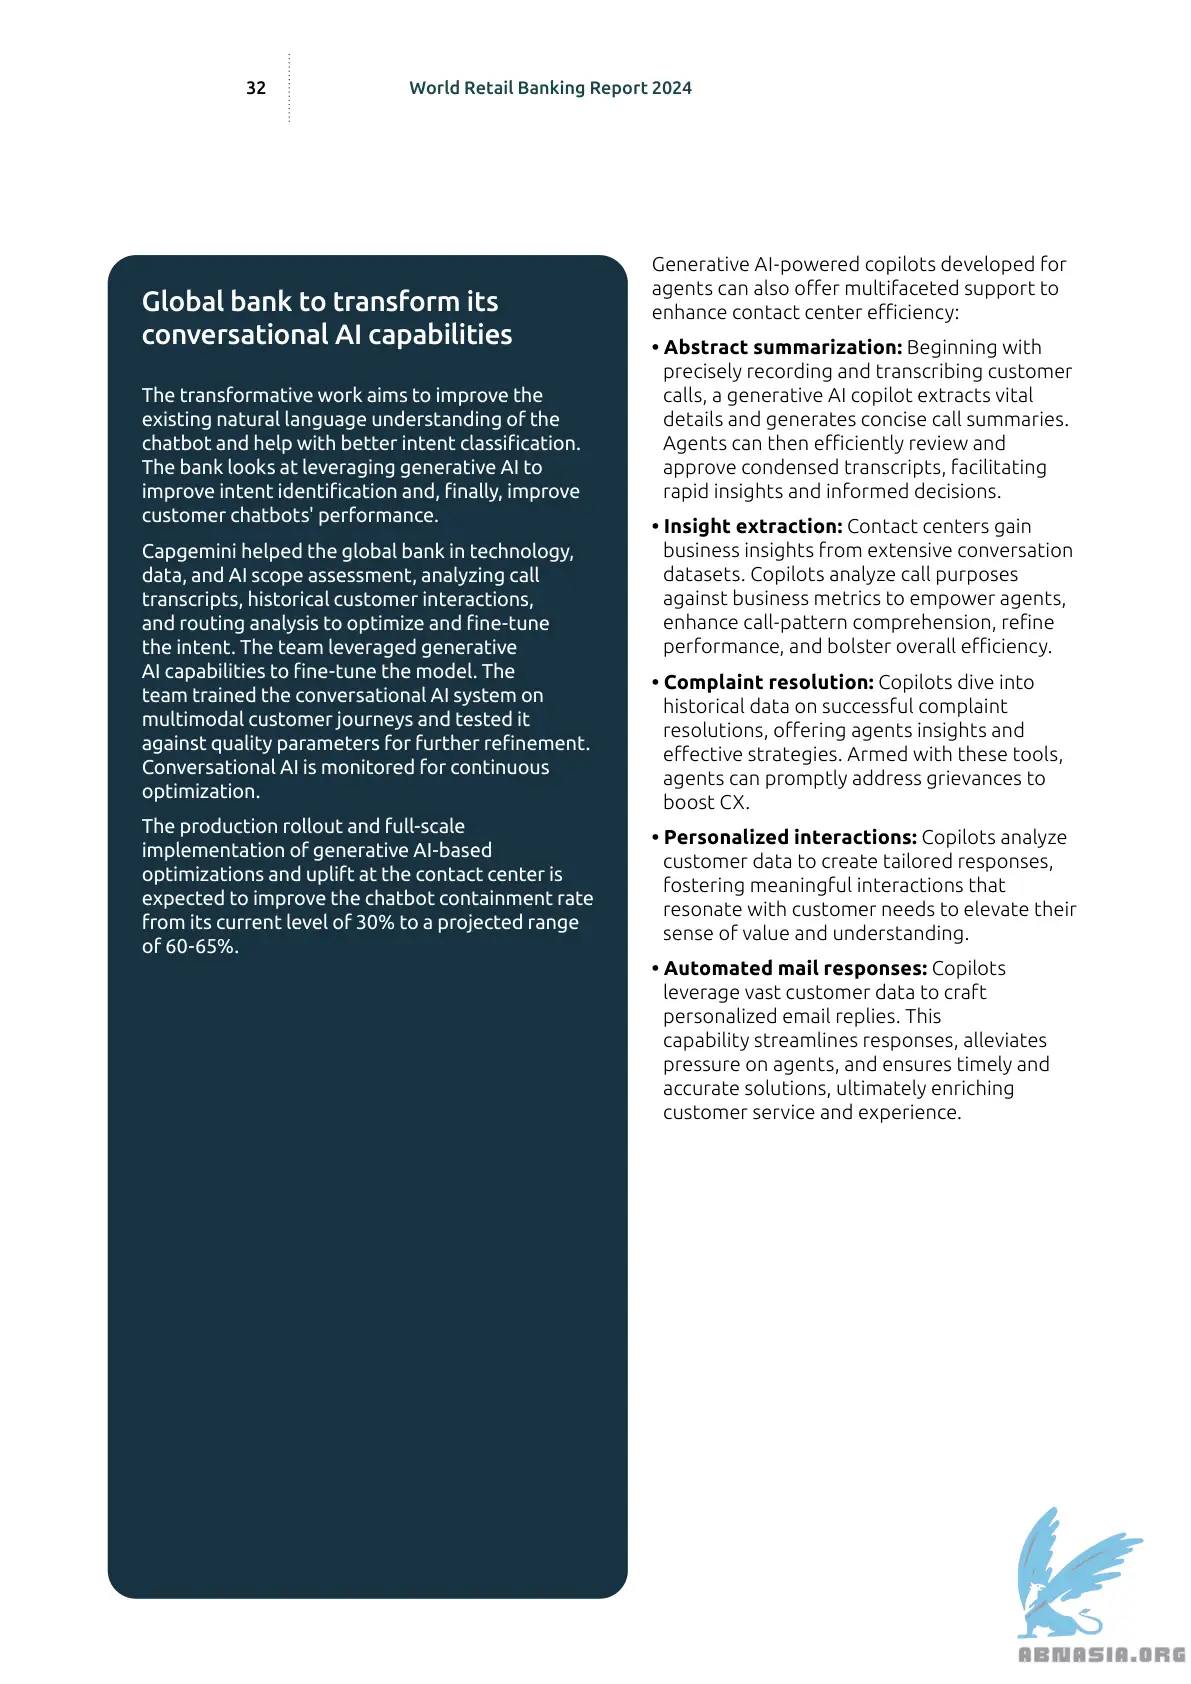 32
World Retail Banking Report 2024
Global bank to transform its
conversational AI capabilities
The transformative work aims to improve the
existing natural language understanding of the
chatbot and help with better intent classification.
The bank looks at leveraging generative AI to
improve intent identification and, finally, improve
customer chatbots' performance.
Capgemini helped the global bank in technology,
data, and AI scope assessment, analyzing call
transcripts, historical customer interactions,
and routing analysis to optimize and fine-tune
the intent. The team leveraged generative
AI capabilities to fine-tune the model. The
team trained the conversational AI system on
multimodal customer journeys and tested it
against quality parameters for further refinement.
Conversational AI is monitored for continuous
optimization.
The production rollout and full-scale
implementation of generative AI-based
optimizations and uplift at the contact center is
expected to improve the chatbot containment rate
from its current level of 30% to a projected range
of 60-65%.
Generative AI-powered copilots developed for
agents can also offer multifaceted support to
enhance contact center efficiency:
• Abstract summarization: Beginning with
precisely recording and transcribing customer
calls, a generative AI copilot extracts vital
details and generates concise call summaries.
Agents can then efficiently review and
approve condensed transcripts, facilitating
rapid insights and informed decisions.
• Insight extraction: Contact centers gain
business insights from extensive conversation
datasets. Copilots analyze call purposes
against business metrics to empower agents,
enhance call-pattern comprehension, refine
performance, and bolster overall efficiency.
• Complaint resolution: Copilots dive into
historical data on successful complaint
resolutions, offering agents insights and
effective strategies. Armed with these tools,
agents can promptly address grievances to
boost CX.
• Personalized interactions: Copilots analyze
customer data to create tailored responses,
fostering meaningful interactions that
resonate with customer needs to elevate their
sense of value and understanding.
• Automated mail responses: Copilots
leverage vast customer data to craft
personalized email replies. This
capability streamlines responses, alleviates
pressure on agents, and ensures timely and
accurate solutions, ultimately enriching
customer service and experience.
ABNASIA.ORG